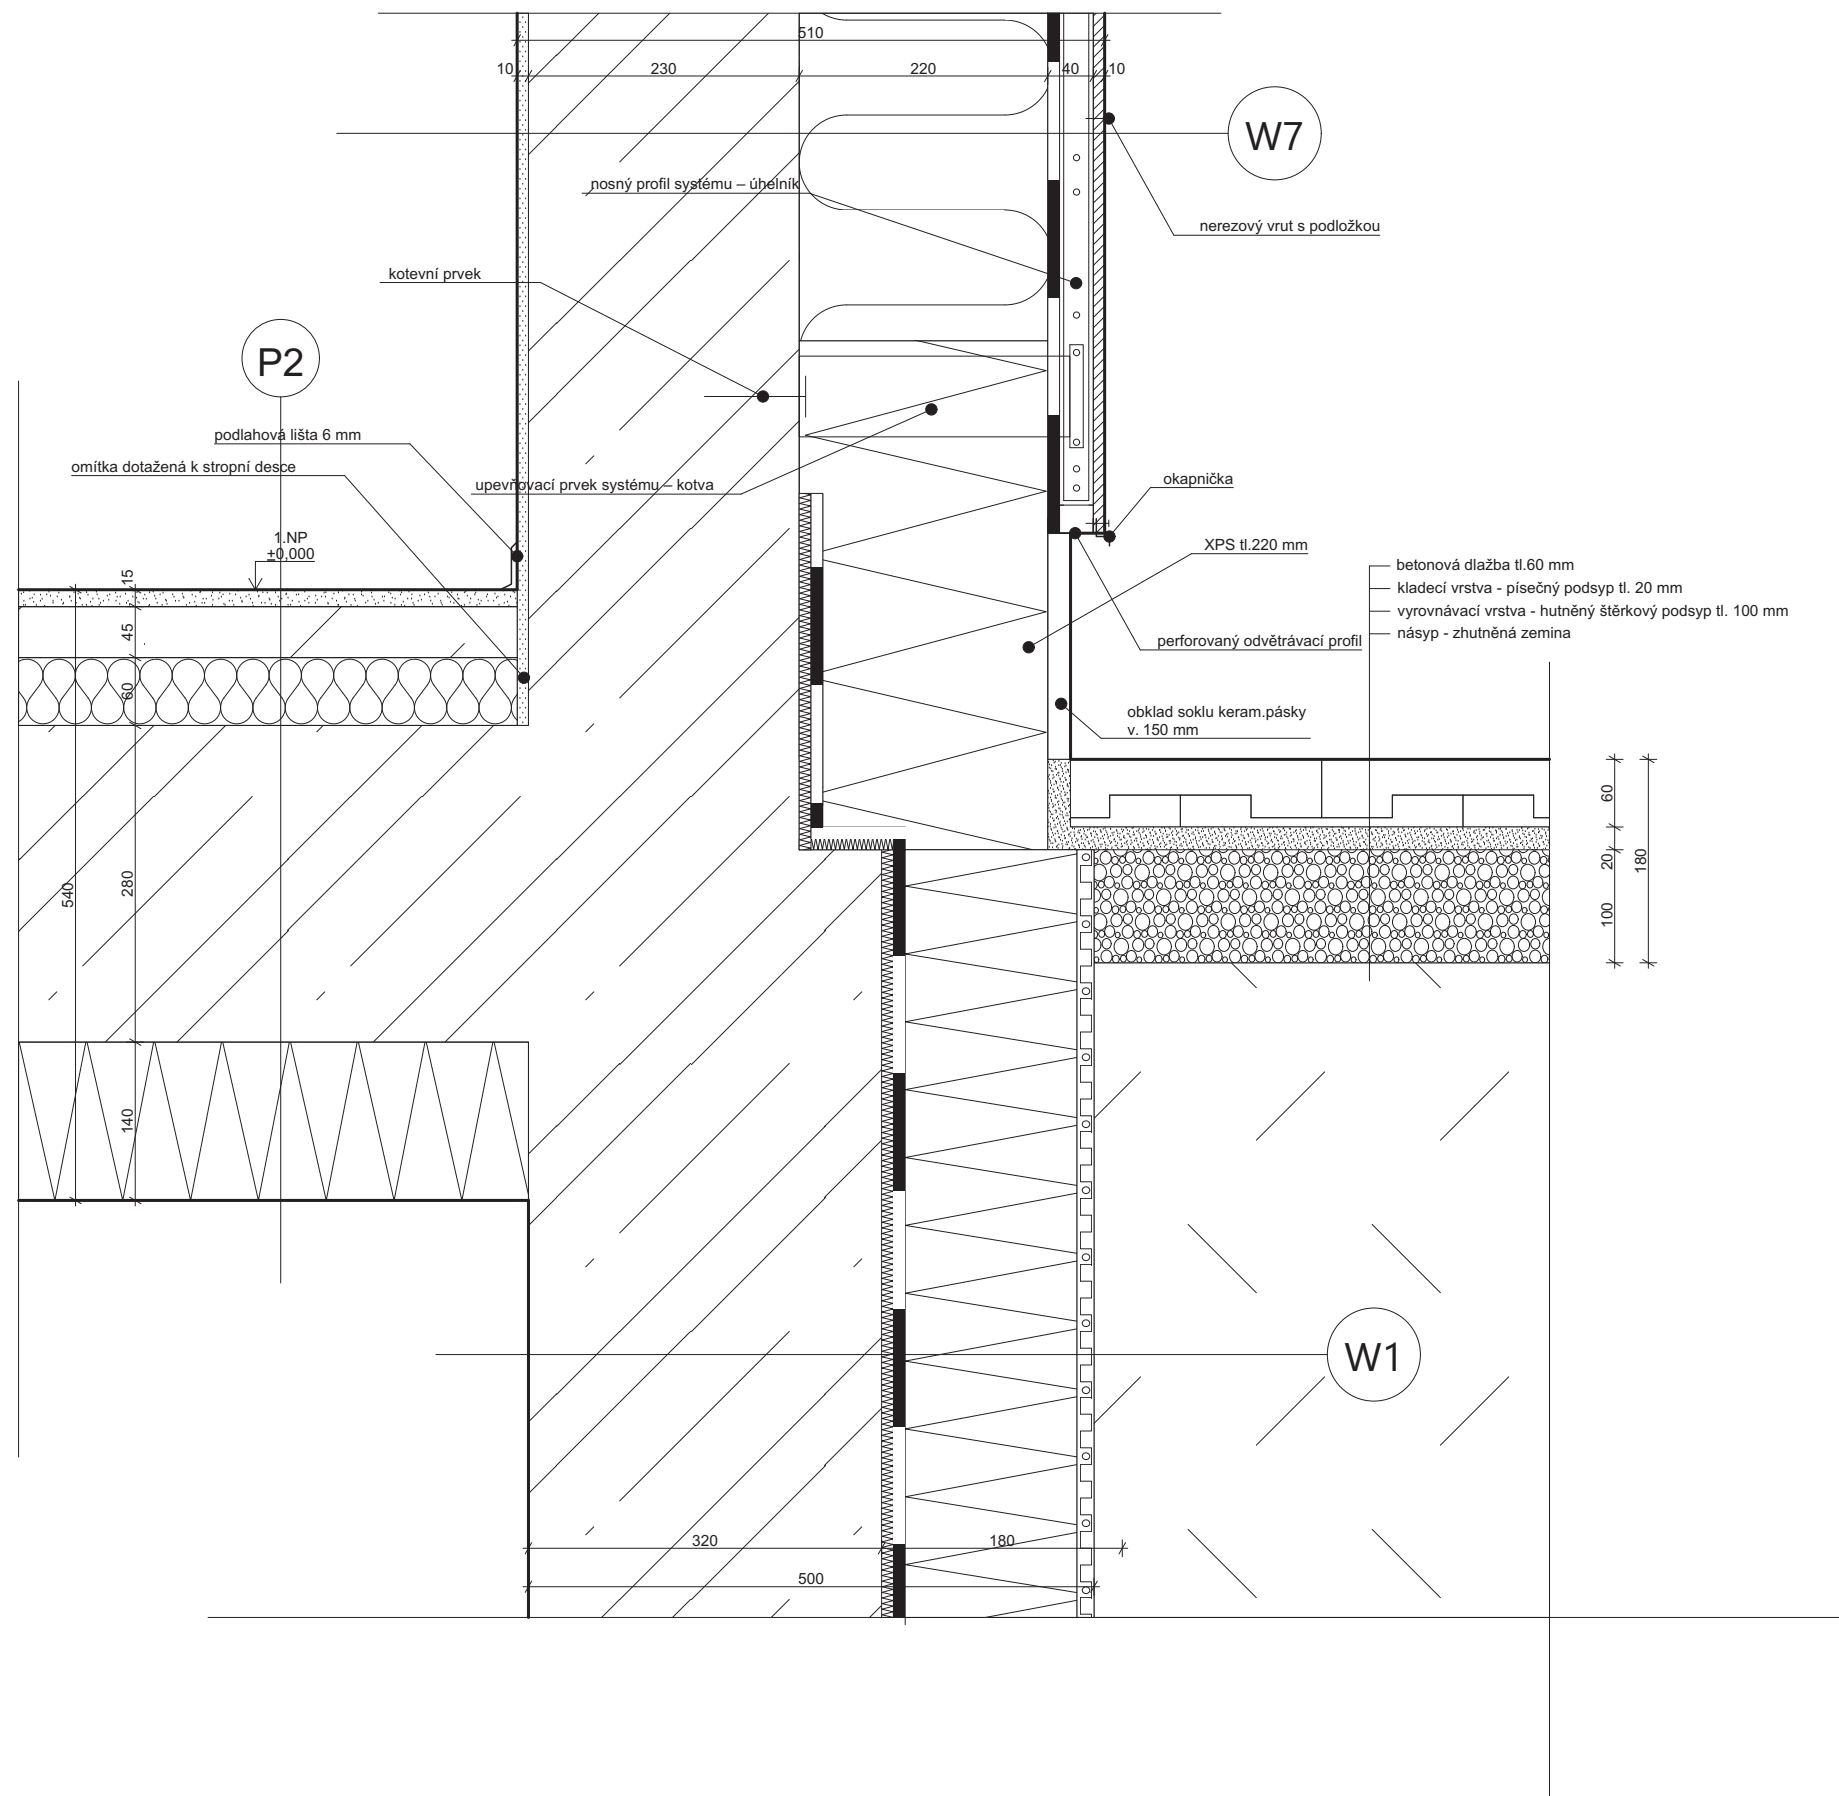 510
10 230 220 40 10
W7
nosný profil systému – úhelník
nerezový vrut s podložkou
kotevní prvek
P2
podlahová lišta 6 mm
omítka dotažená k stropní desce
upevňovací prvek systému – kotva
okapnička
1.NP
±0,000
XPS tl.220 mm
betonová dlažba tl.60 mm
kladecí vrstva - písečný podsyp tl. 20 mm
vyrovnávací vrstva - hutněný štěrkový podsyp tl. 100 mm
násyp - zhutněná zemina
perforovaný odvětrávací profil
obklad soklu keram.pásky
v. 150 mm
15
45
60
280
140
540
60
20
100
180
W1
320 180
500